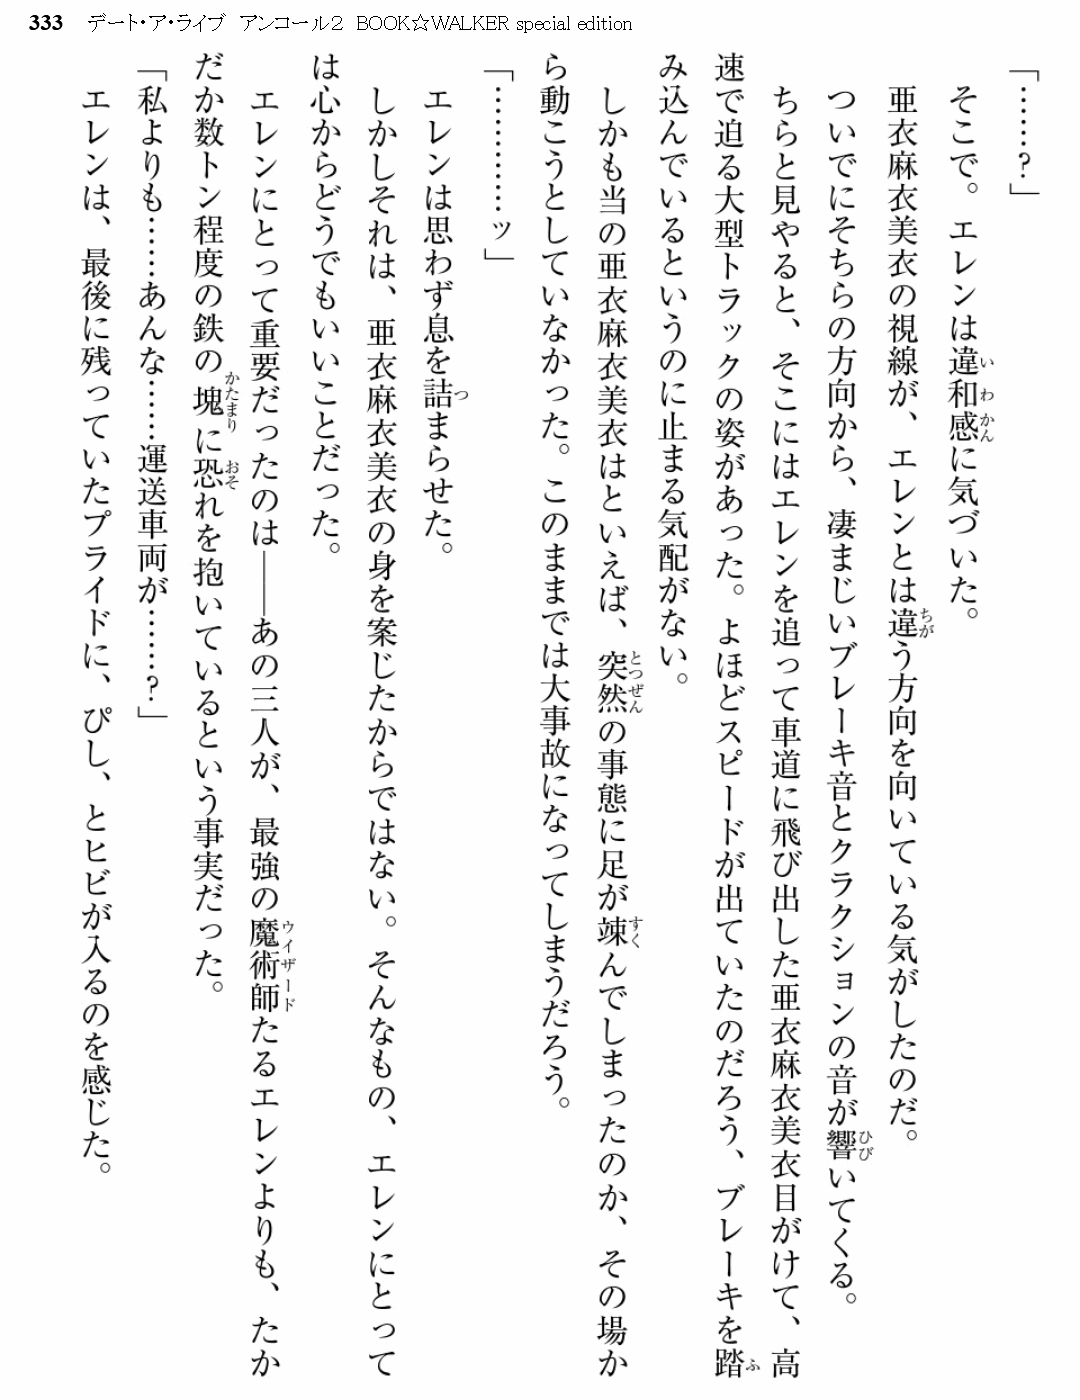 333 デート・ア・ライブ アンコール2 BOOK☆WALKER special edition
「……?」
そこで。エレンは違和感に気づいた。
亜衣麻衣美衣の視線が、エレンとは違う方向を向いている気がしたのだ。
ついでにそちらの方向から、凄まじいブレーキ音とクラクションの音が響いてくる。
ちらと見やると、そこにはエレンを追って車道に飛び出した亜衣麻衣美衣目がけて、高
速で迫る大型トラックの姿があった。よほどスピードが出ていたのだろう、ブレーキを踏
み込んでいるというのに止まる気配がない。
しかも当の亜衣麻衣美衣はといえば、突然の事態に足が竦んでしまったのか、その場か
ら動こうとしていなかった。このままでは大事故になってしまうだろう。
「…………ッ」
エレンは思わず息を詰まらせた。
しかしそれは、亜衣麻衣美衣の身を案じたからではない。そんなもの、エレンにとって
は心からどうでもいいことだった。
エレンにとって重要だったのは――あの三人が、最強の魔術師たるエレンよりも、たか
だか数トン程度の鉄の塊に恐れを抱いているという事実だった。
「私よりも……あんな……運送車両が……?」
エレンは、最後に残っていたプライドに、ぴし、とヒビが入るのを感じた。